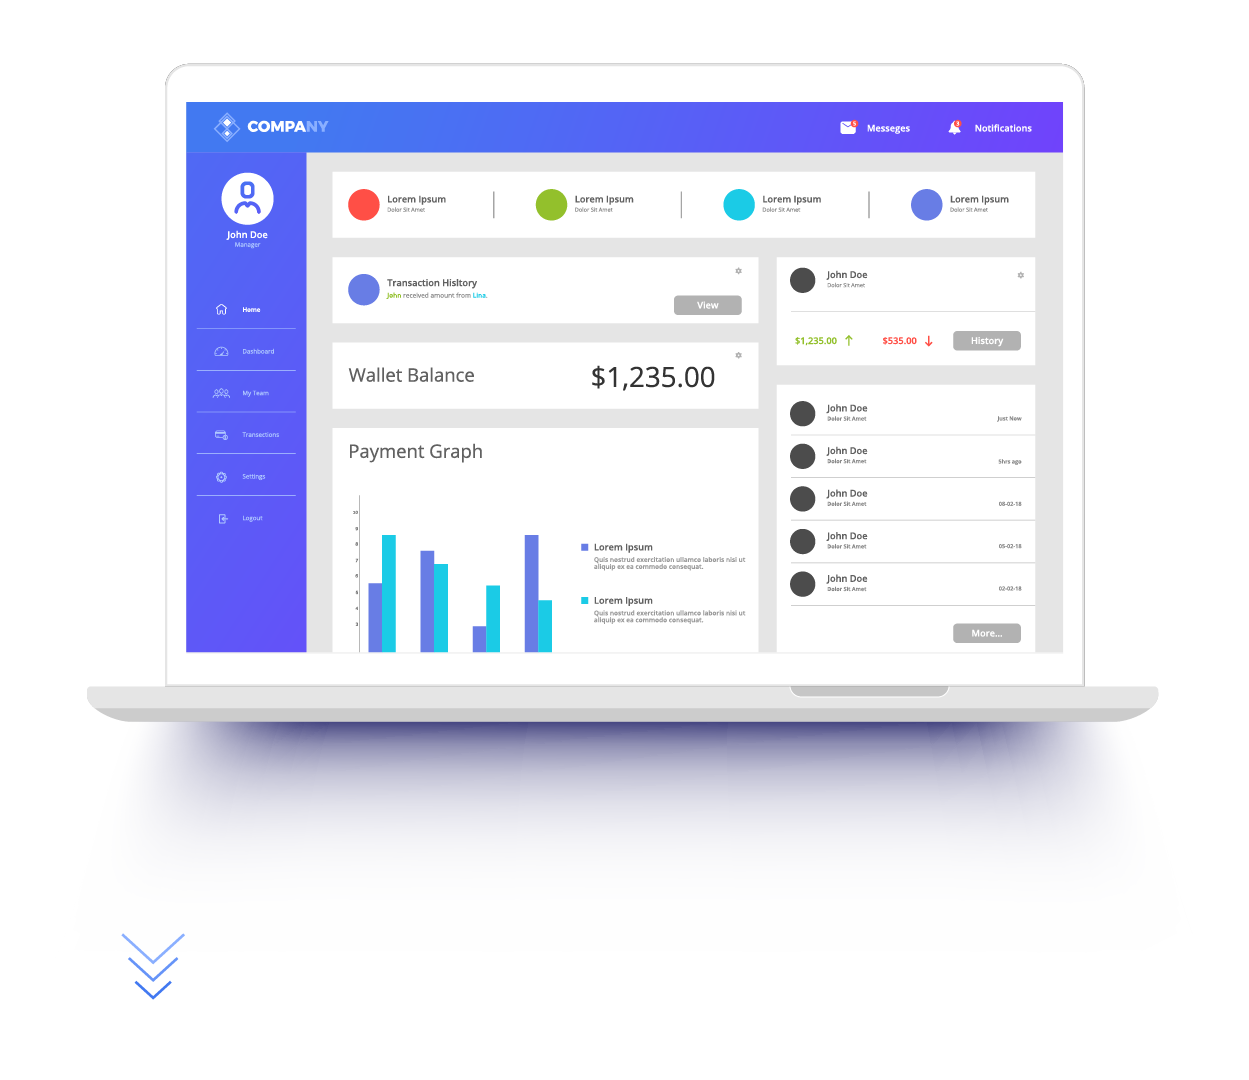 COMPANY
5
Messeges
3
Notifications
John Doe
Manager
Home
Dashboard
My Team
Transections
Settings
Logout
Lorem Ipsum
Dolor Sit Amet
Lorem Ipsum
Dolor Sit Amet
Lorem Ipsum
Dolor Sit Amet
Lorem Ipsum
Dolor Sit Amet
Transaction HisItory
John received amount from Lina.
View
Wallet Balance
$1,235.00
Payment Graph
10
9
8
7
6
5
4
3
Lorem Ipsum
Quis nostrud exercitation ullamco laboris nisi ut
aliquip ex ea commodo consequat.
Lorem Ipsum
Quis nostrud exercitation ullamco laboris nisi ut
aliquip ex ea commodo consequat.
John Doe
Dolor Sit Amet
$1,235.00
$535.00
History
John Doe
Dolor Sit Amet
Just Now
John Doe
Dolor Sit Amet
5hrs ago
John Doe
Dolor Sit Amet
08-02-18
John Doe
Dolor Sit Amet
05-02-18
John Doe
Dolor Sit Amet
02-02-18
More...